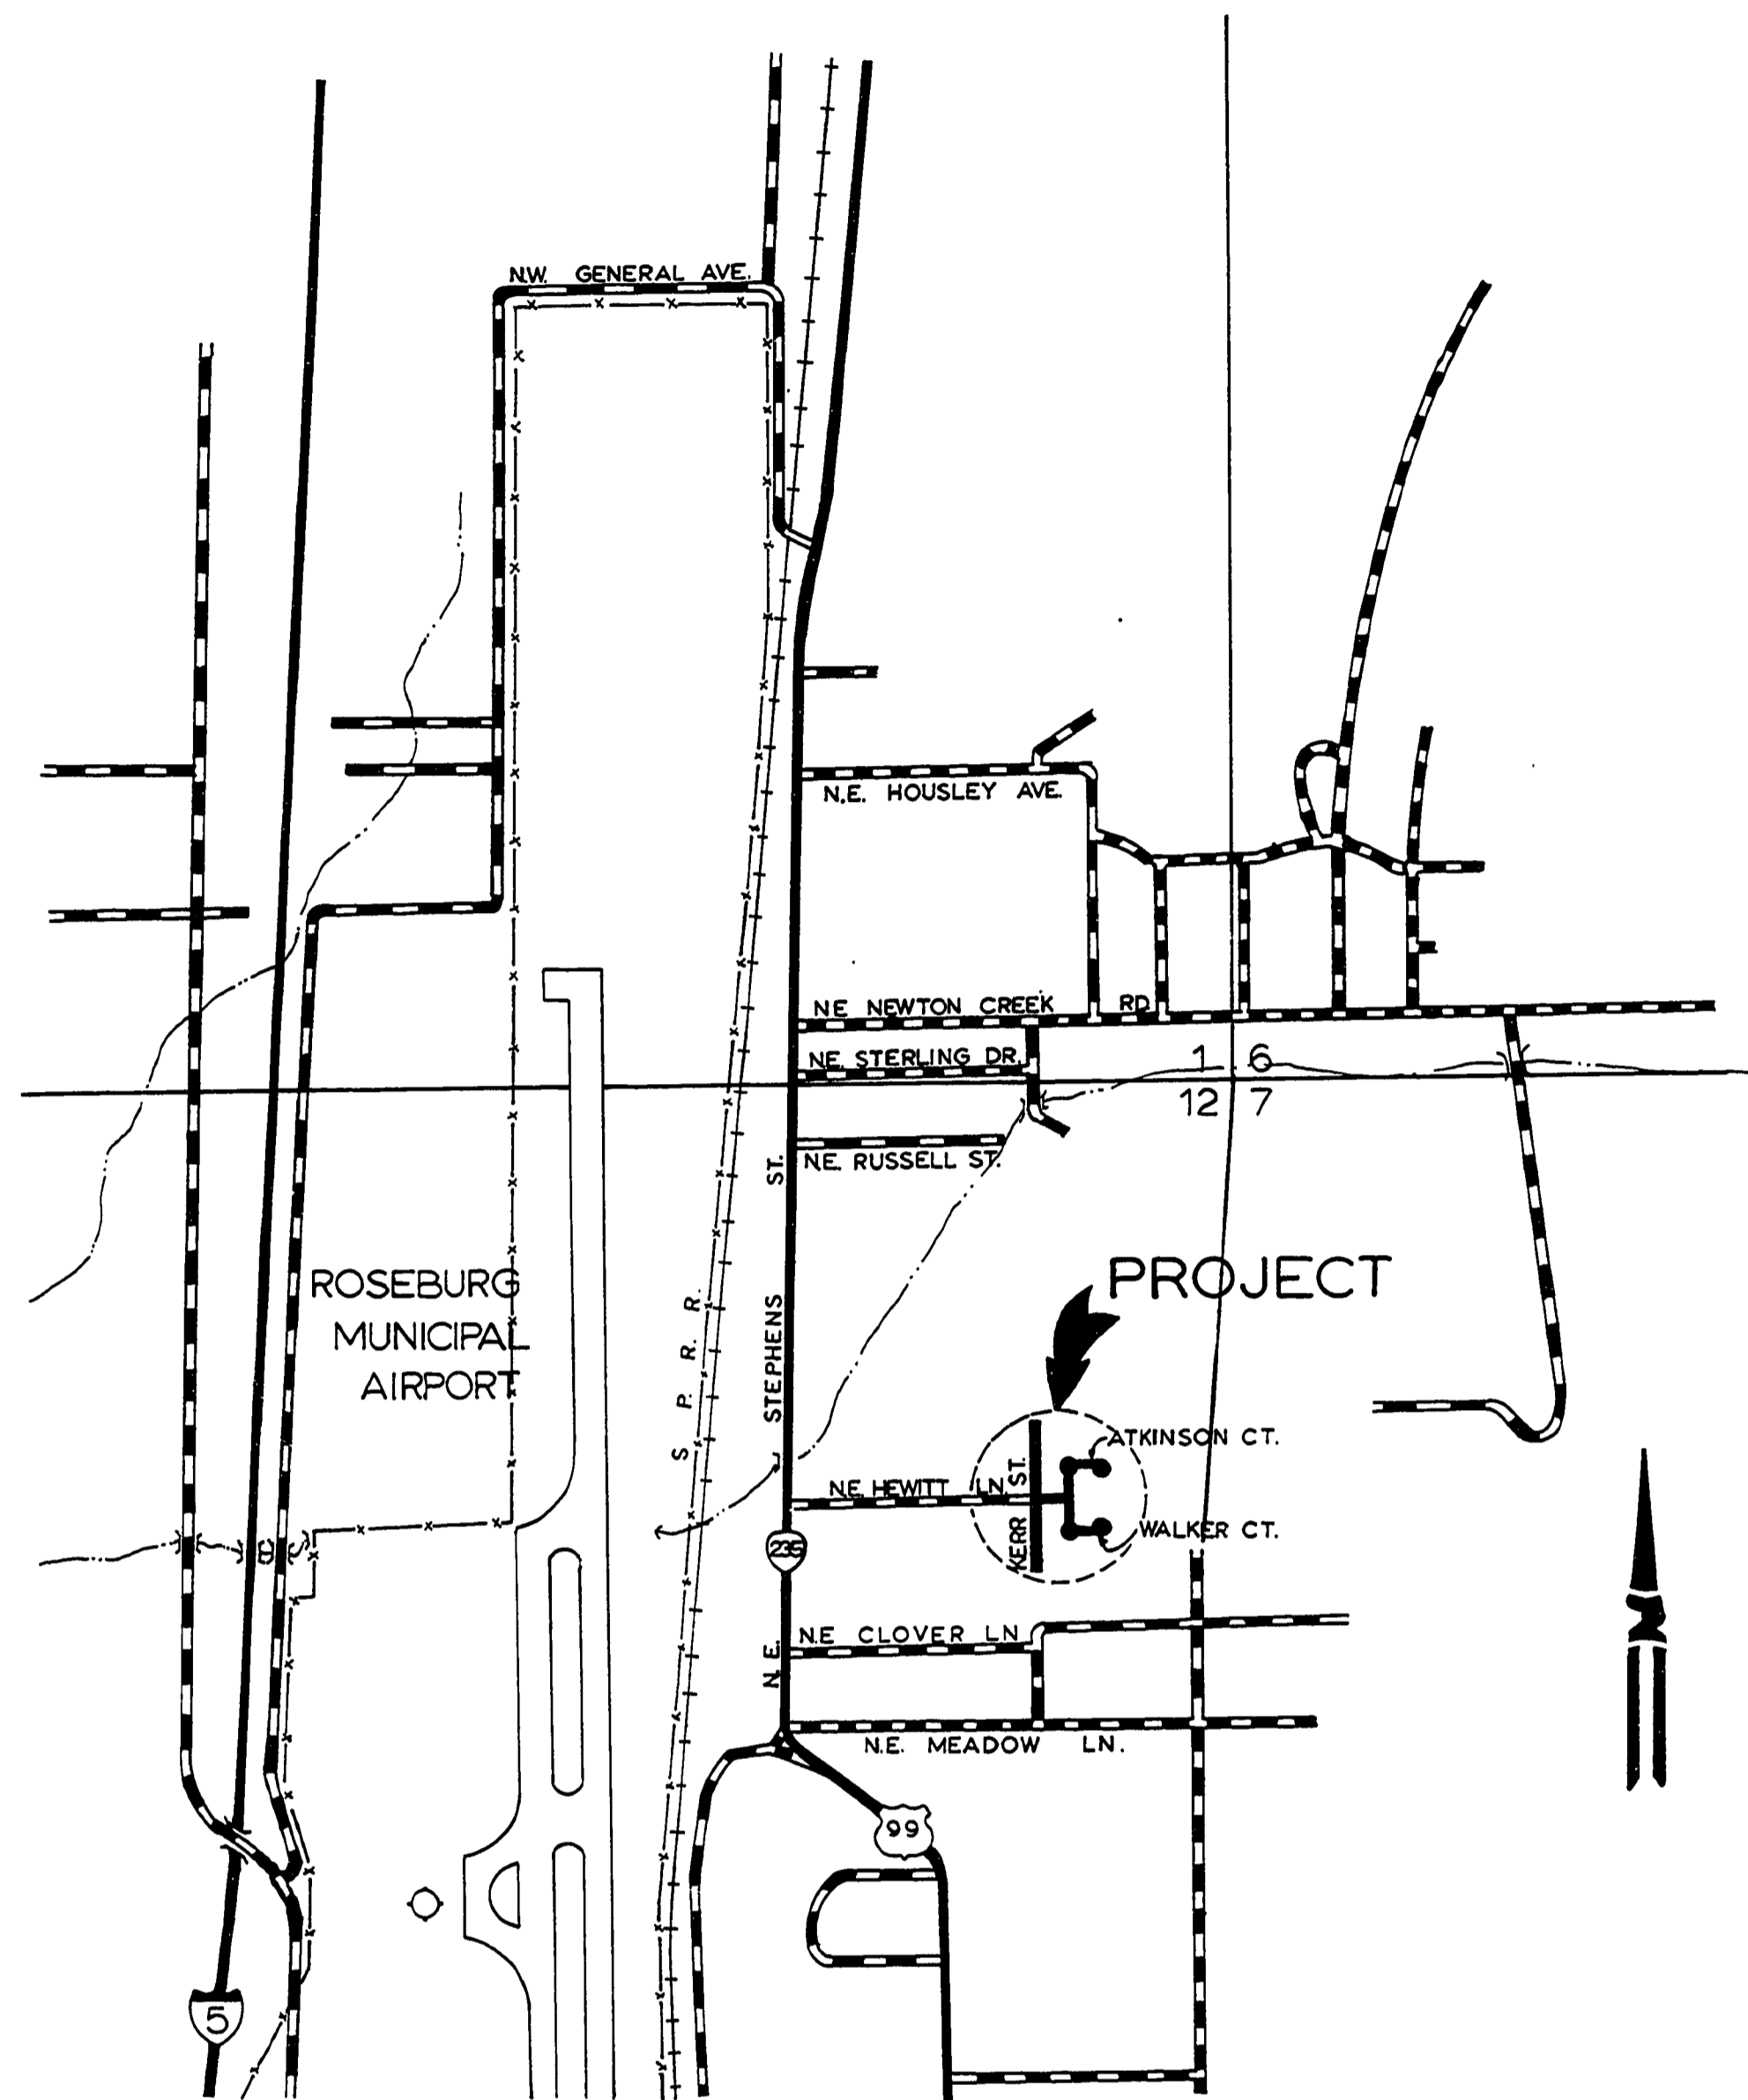 N.W. GENERAL AVE.
N.E. HOUSLEY AVE.
NE NEWTON CREEK RD.
NE. STERLING DR.
1 6
12 7
NE. RUSSELL ST.
ROSEBURG
MUNICIPAL
AIRPORT
S. P. R. R.
N.E. STEPHENS ST.
PROJECT
ATKINSON CT.
N.E. HEWITT LN.
KERR ST.
WALKER CT.
235
N.E CLOVER LN
N.E. MEADOW LN.
99
5
N